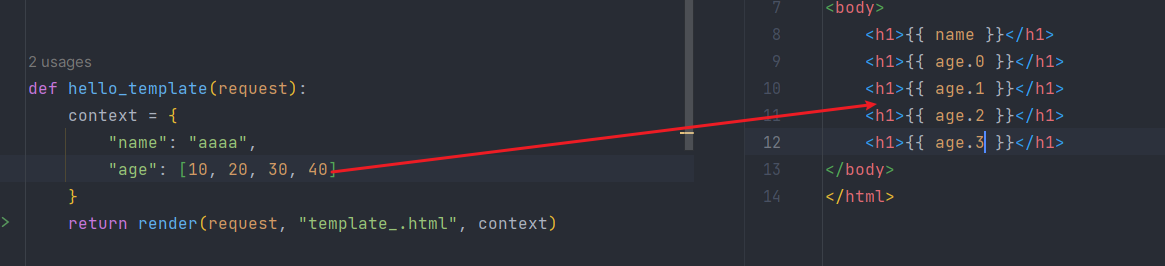 2 usages
def hello_template(request):
    context = {
        "name": "aaaa",
        "age": [10, 20, 30, 40]
    }
    return render(request, "template_.html", context)
7 <body>
8     <h1>{{ name }}</h1>
9     <h1>{{ age.0 }}</h1>
10     <h1>{{ age.1 }}</h1>
11     <h1>{{ age.2 }}</h1>
12     <h1>{{ age.3 }}</h1>
13 </body>
14 </html>